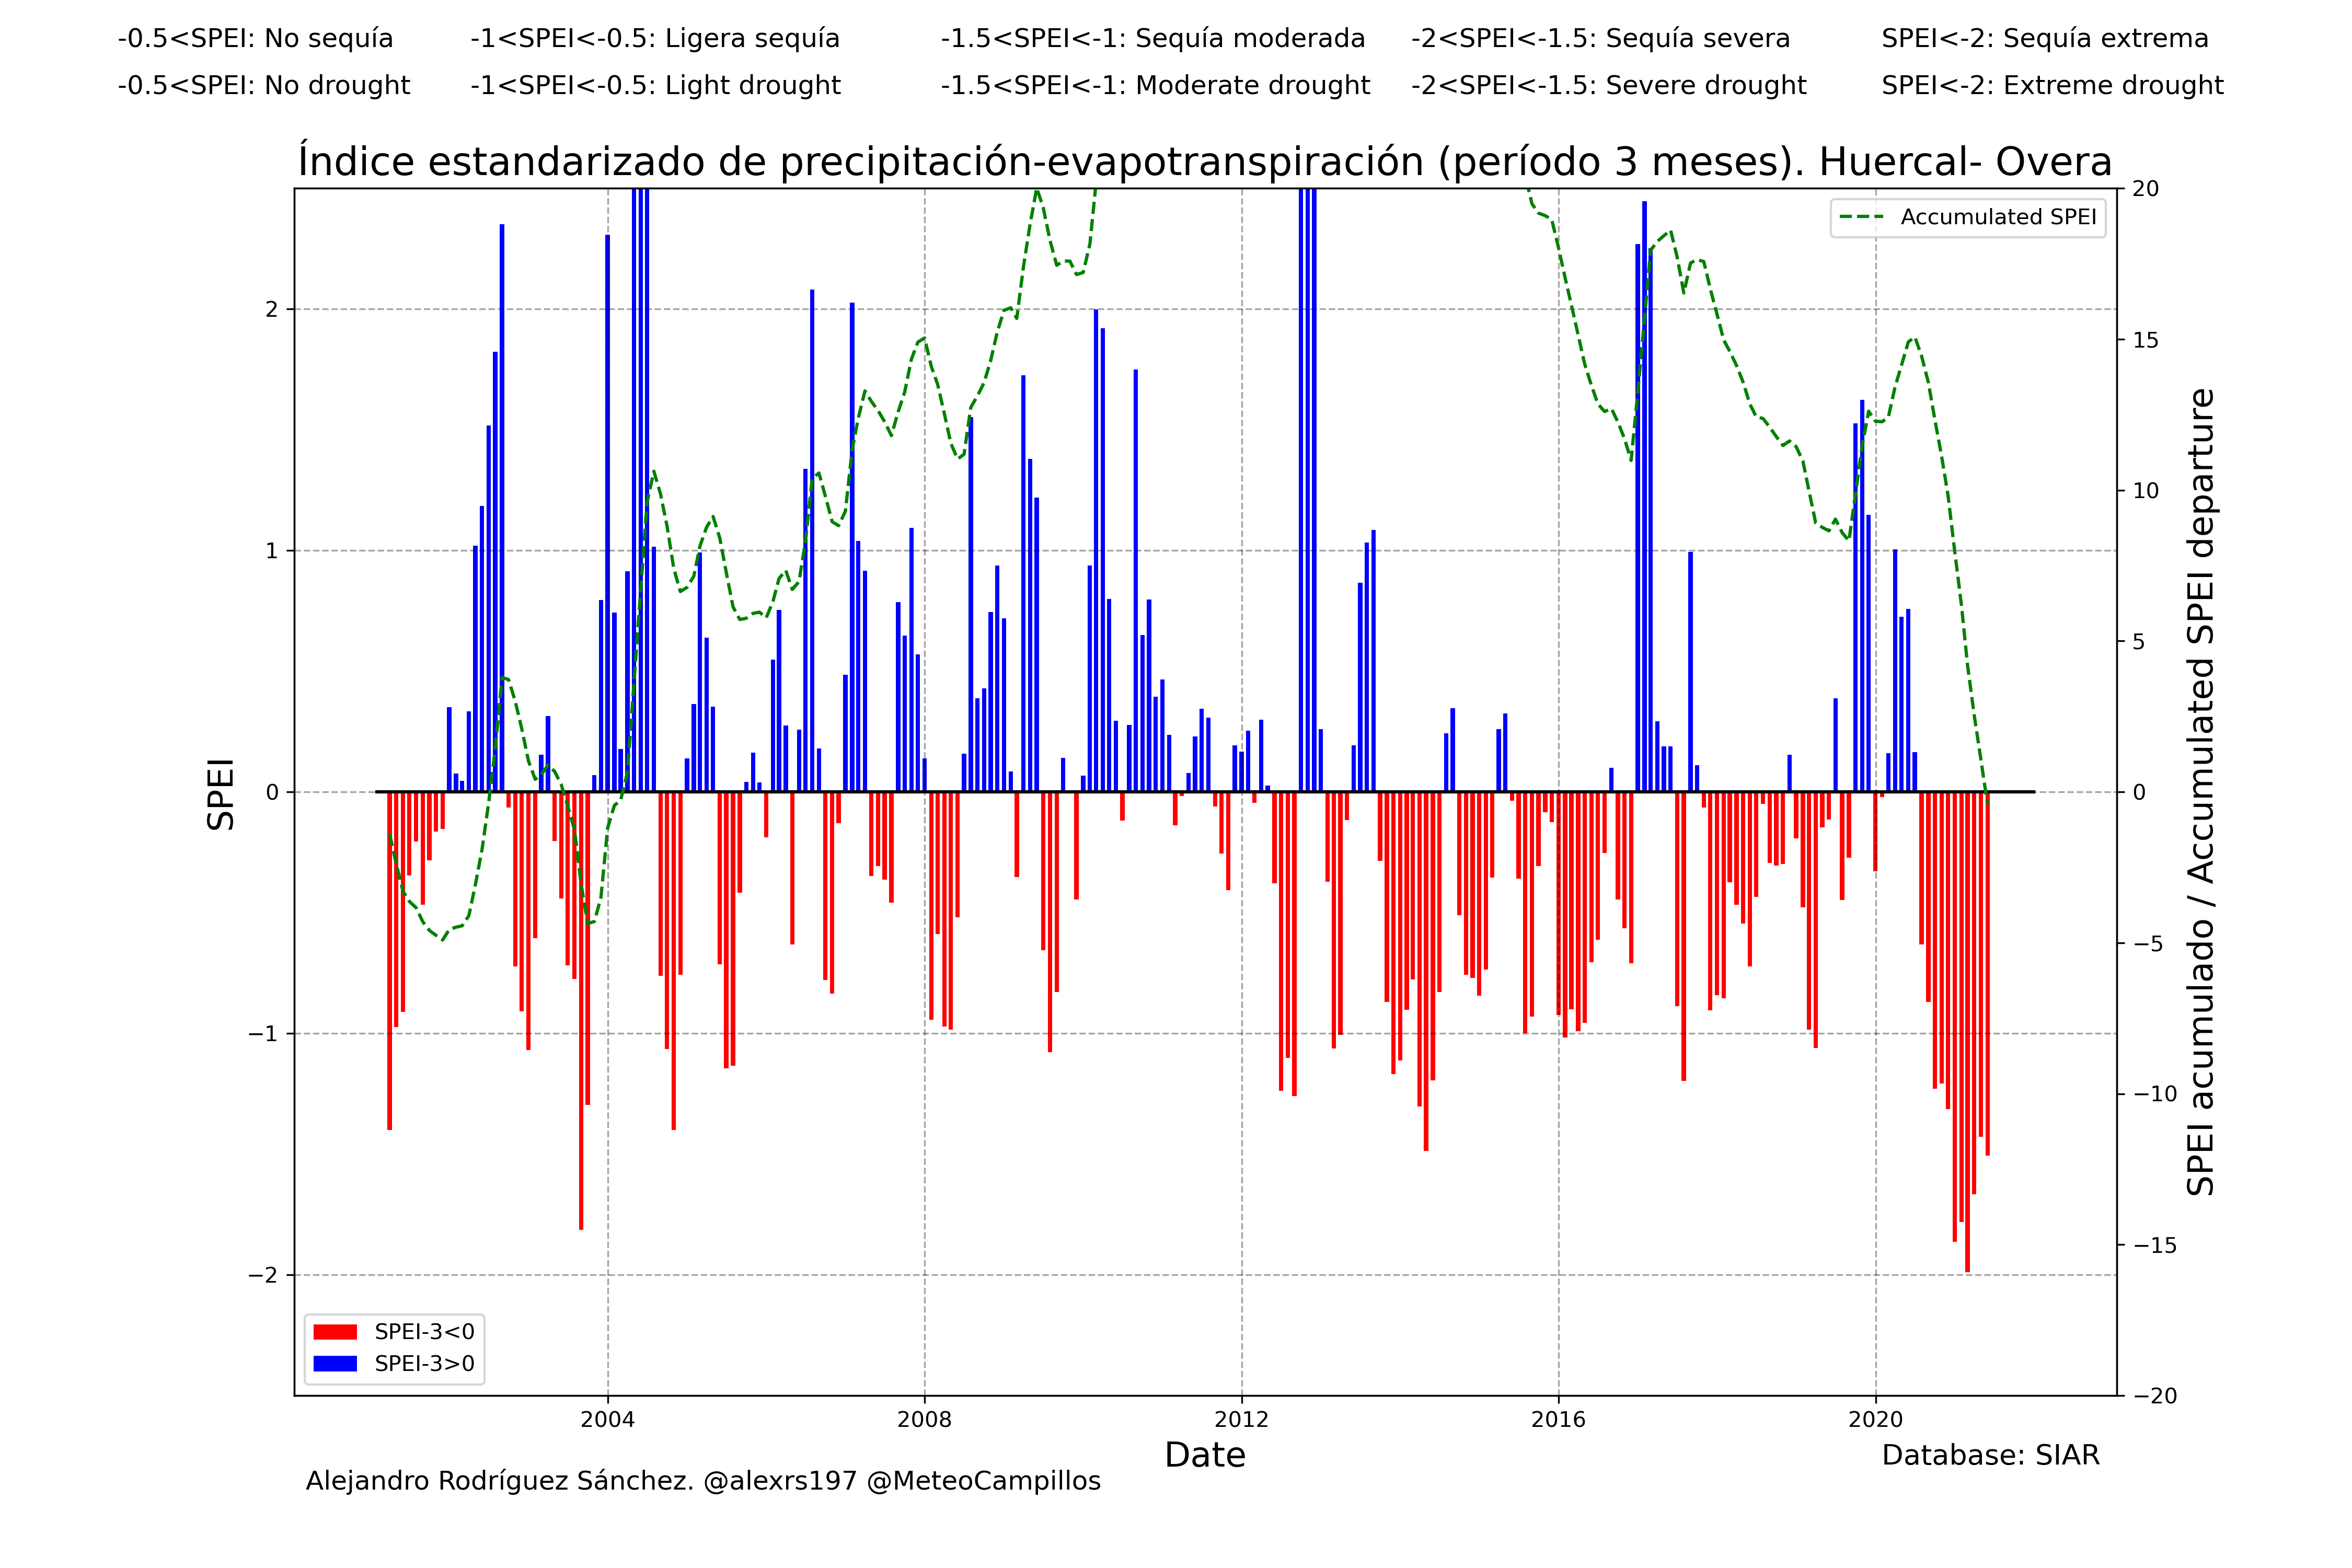 -0.5<SPEI: No sequía
-1<SPEI<-0.5: Ligera sequía
-1.5<SPEI<-1: Sequía moderada
-2<SPEI<-1.5: Sequía severa
SPEI<-2: Sequía extrema
-0.5<SPEI: No drought
-1<SPEI<-0.5: Light drought
-1.5<SPEI<-1: Moderate drought
-2<SPEI<-1.5: Severe drought
SPEI<-2: Extreme drought
Índice estandarizado de precipitación-evapotranspiración (período 3 meses). Huercal- Overa
SPEI
2
1
0
−1
−2
Accumulated SPEI
20
15
10
5
0
−5
−10
−15
−20
SPEI acumulado / Accumulated SPEI departure
SPEI-3<0
SPEI-3>0
2004
2008
2012
2016
2020
Date
Database: SIAR
Alejandro Rodríguez Sánchez. @alexrs197 @MeteoCampillos